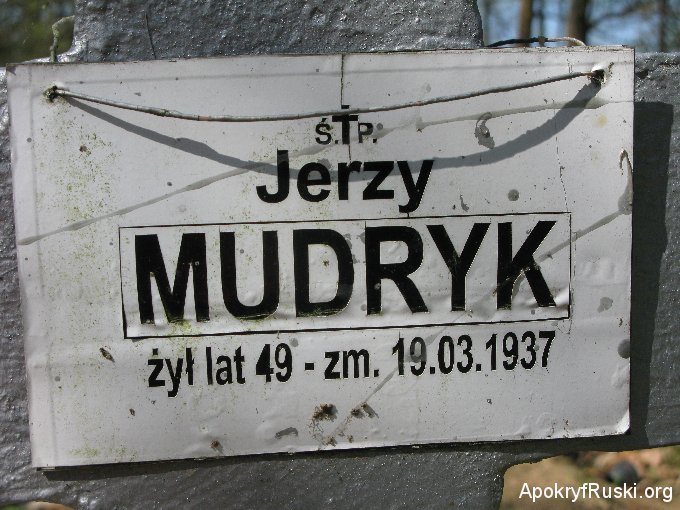 Ś.†P.
Jerzy
MUDRYK
żył lat 49 - zm. 19.03.1937
ApokryfRuski.org